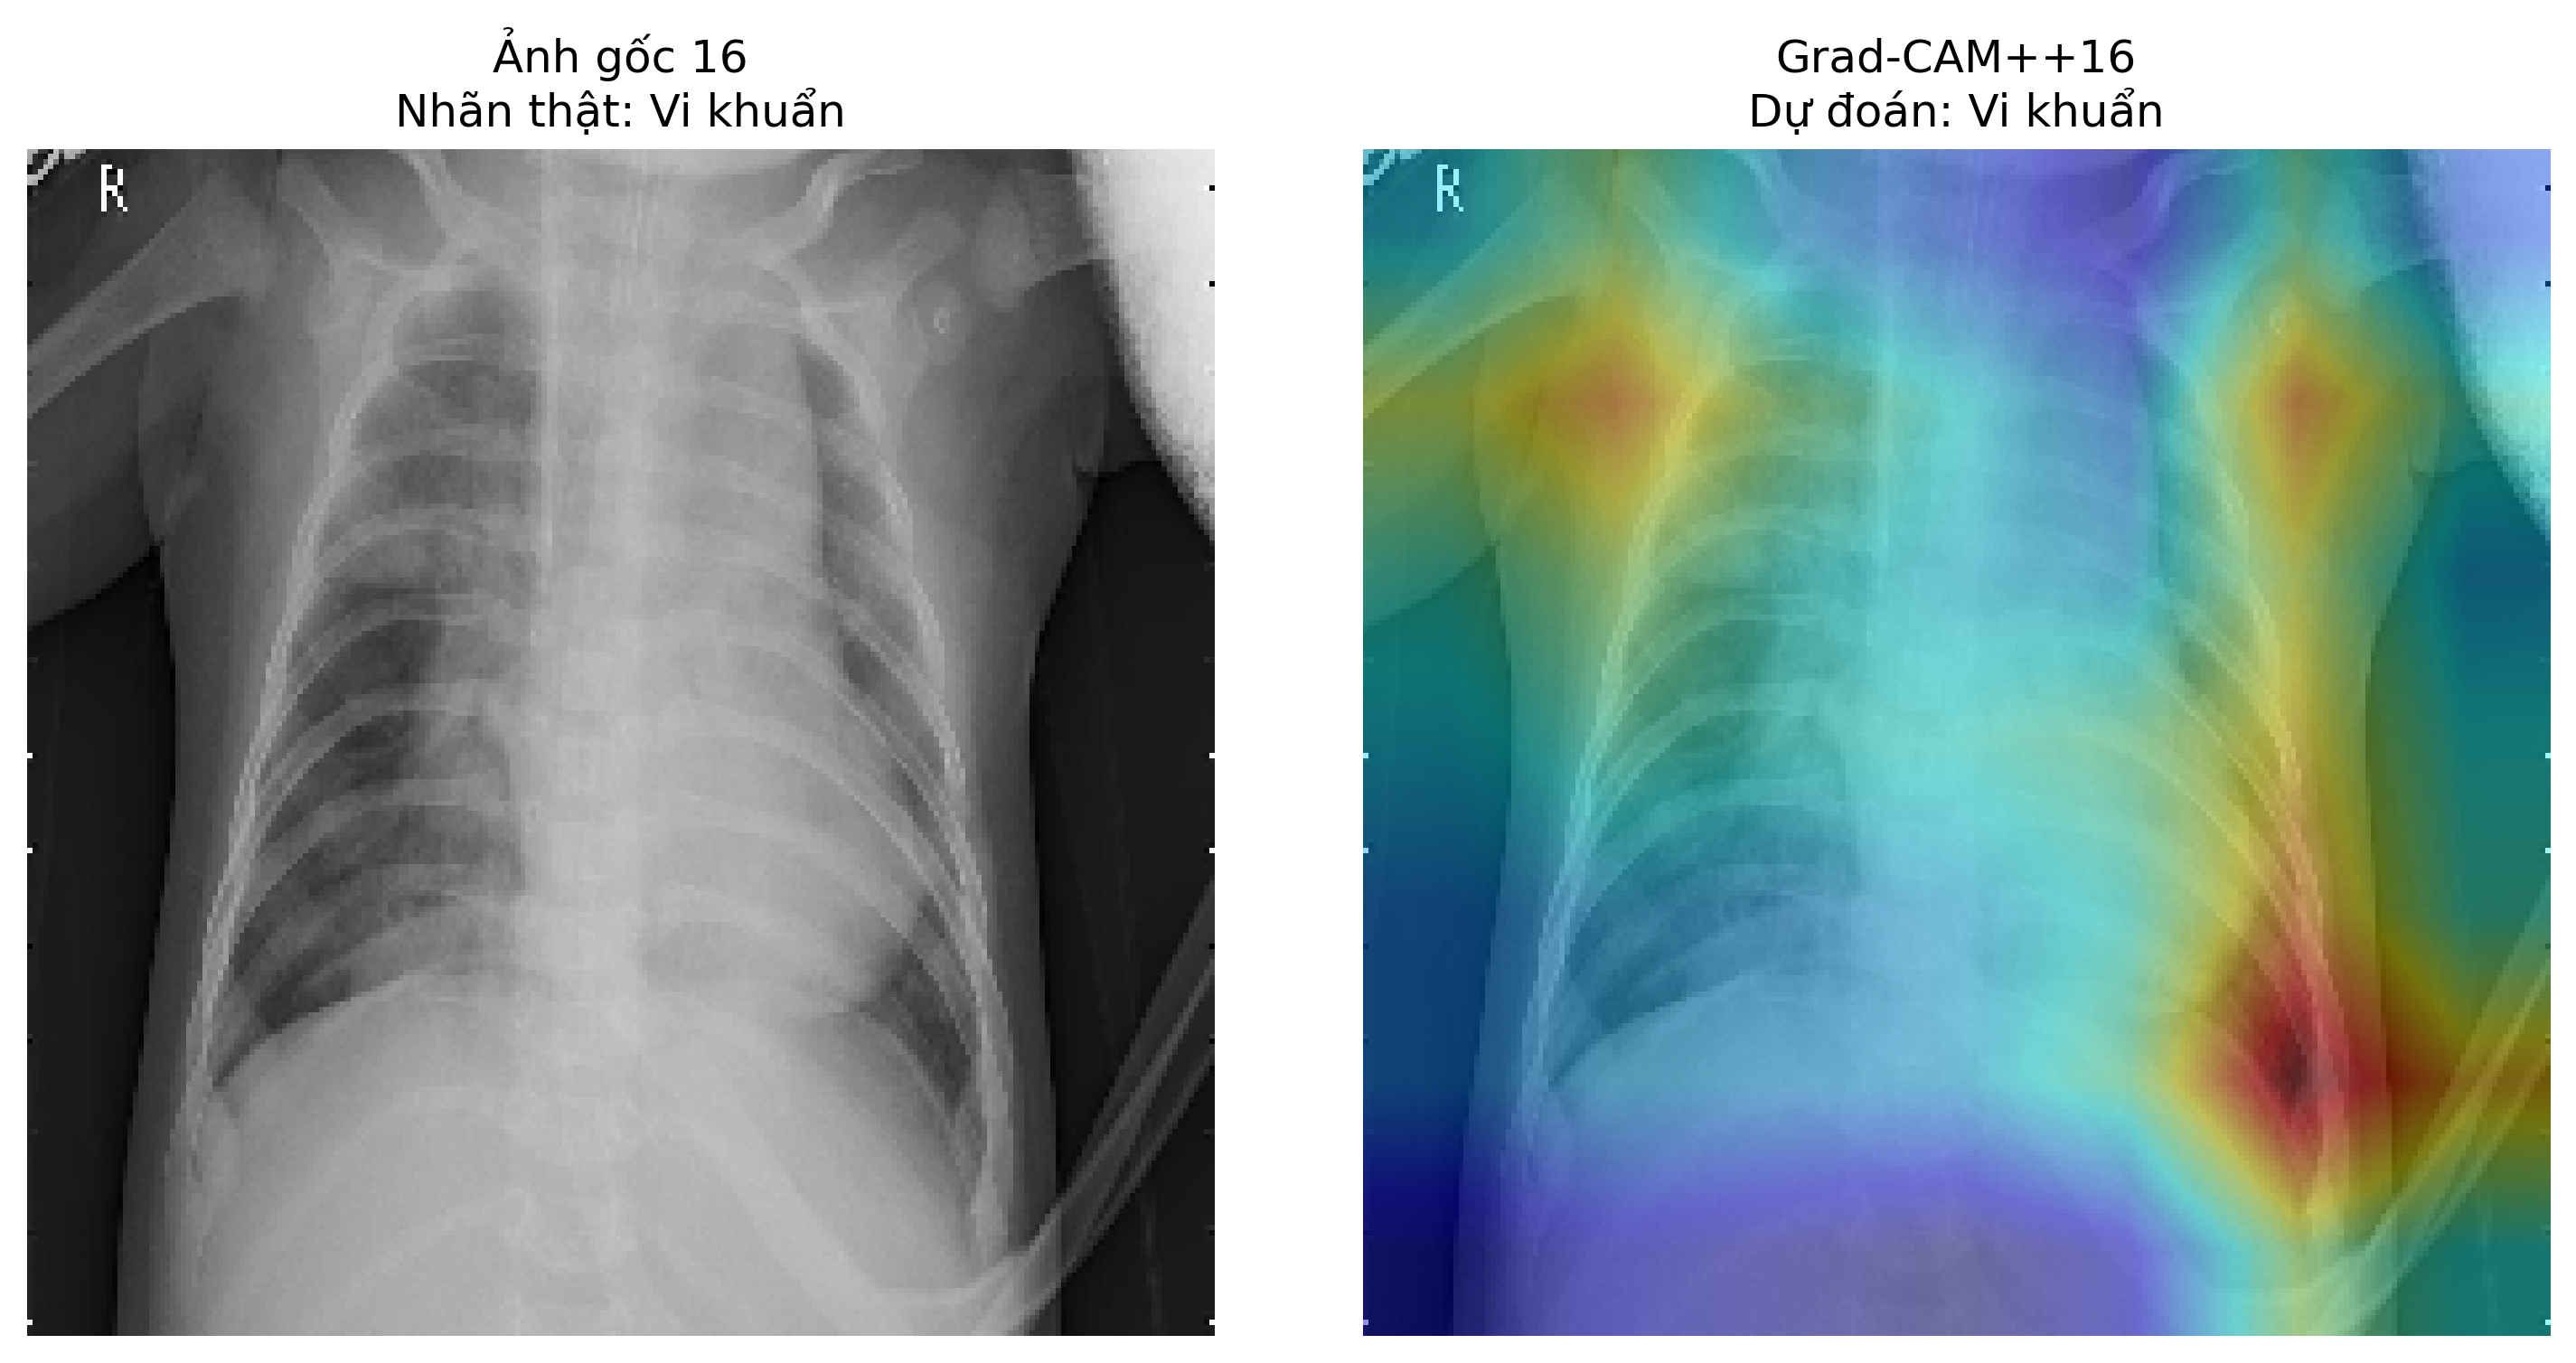 Ảnh gốc 16
Nhãn thật: Vi khuẩn
Grad-CAM++16
Dự đoán: Vi khuẩn
R
R